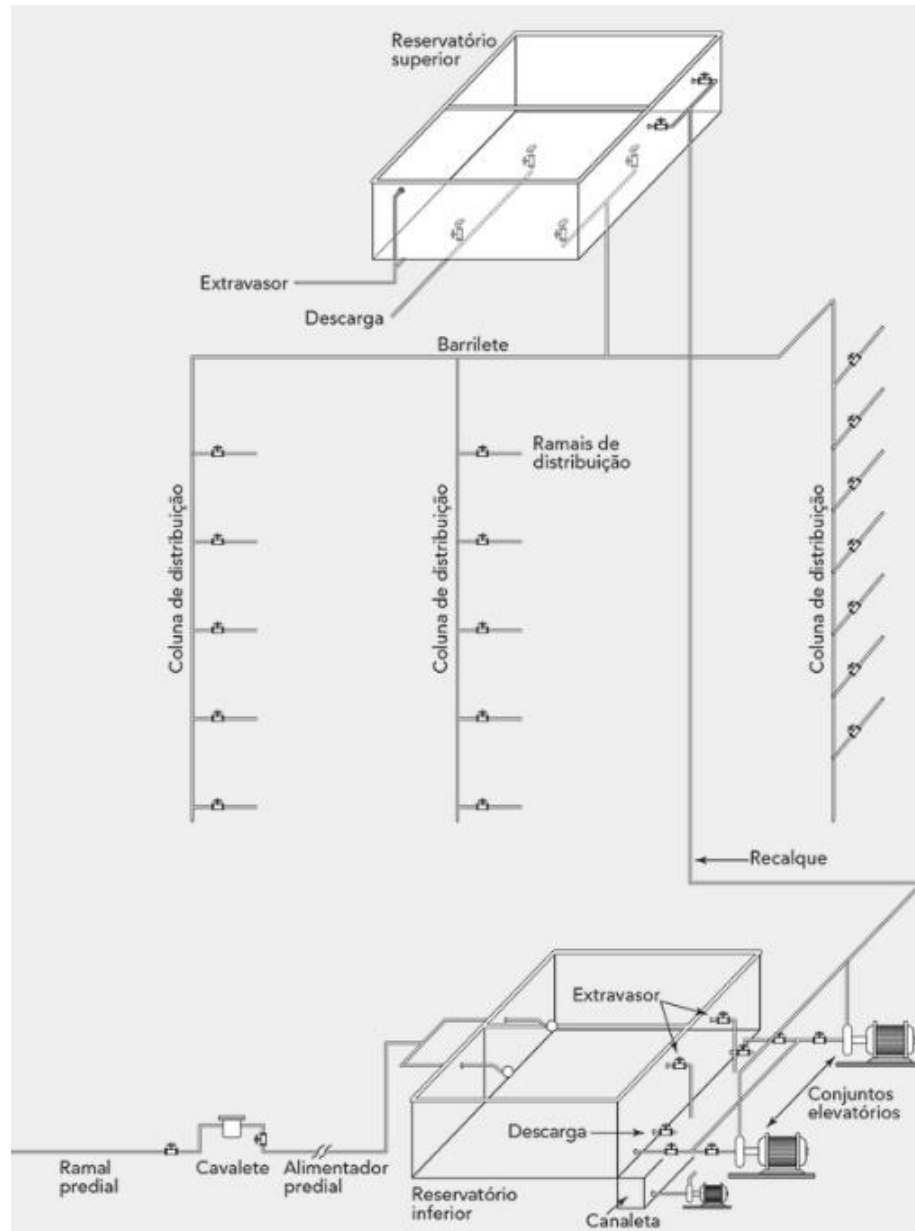 Reservatório
superior
Extravasor
Descarga
Barrilete
Ramais de
distribuição
Coluna de distribuição
Coluna de distribuição
Coluna de distribuição
Recalque
Extravasor
Conjuntos
elevatórios
Descarga
Ramal
predial
Cavalete
Alimentador
predial
Reservatório
inferior
Canaleta